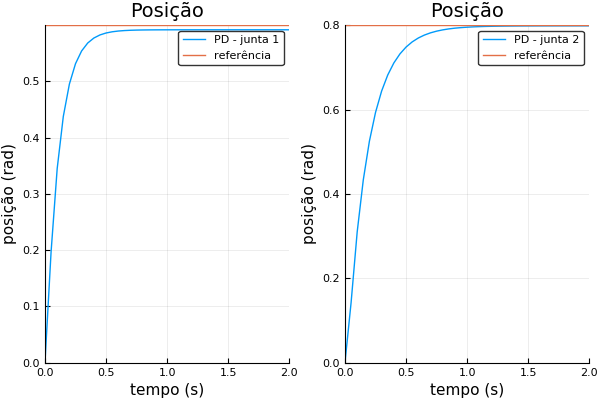 Posição
PD - junta 1
referência
posição (rad)
0.5
0.4
0.3
0.2
0.1
0.0
0.0 0.5 1.0 1.5 2.0
tempo (s)
Posição
PD - junta 2
referência
posição (rad)
0.8
0.6
0.4
0.2
0.0
0.0 0.5 1.0 1.5 2.0
tempo (s)